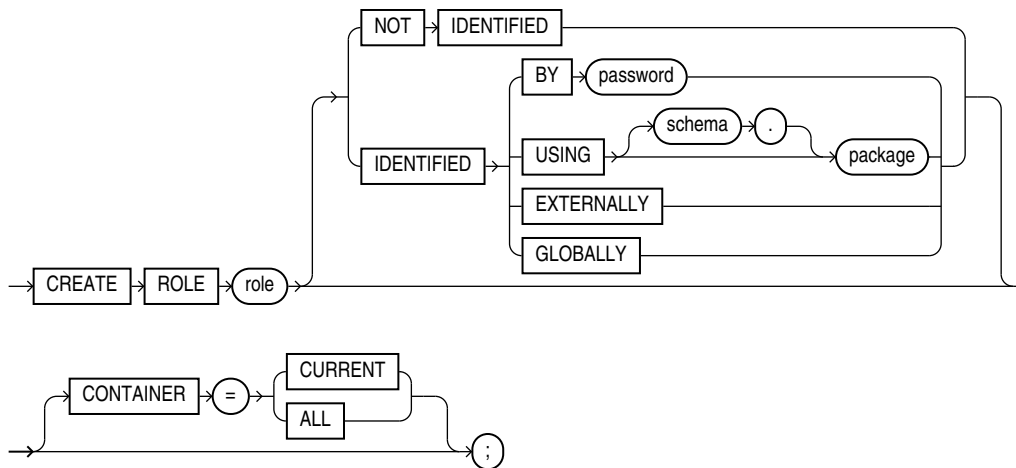 NOT IDENTIFIED
BY password
schema .
IDENTIFIED USING package
EXTERNALLY
GLOBALLY
CREATE ROLE role
CURRENT
CONTAINER =
ALL
;